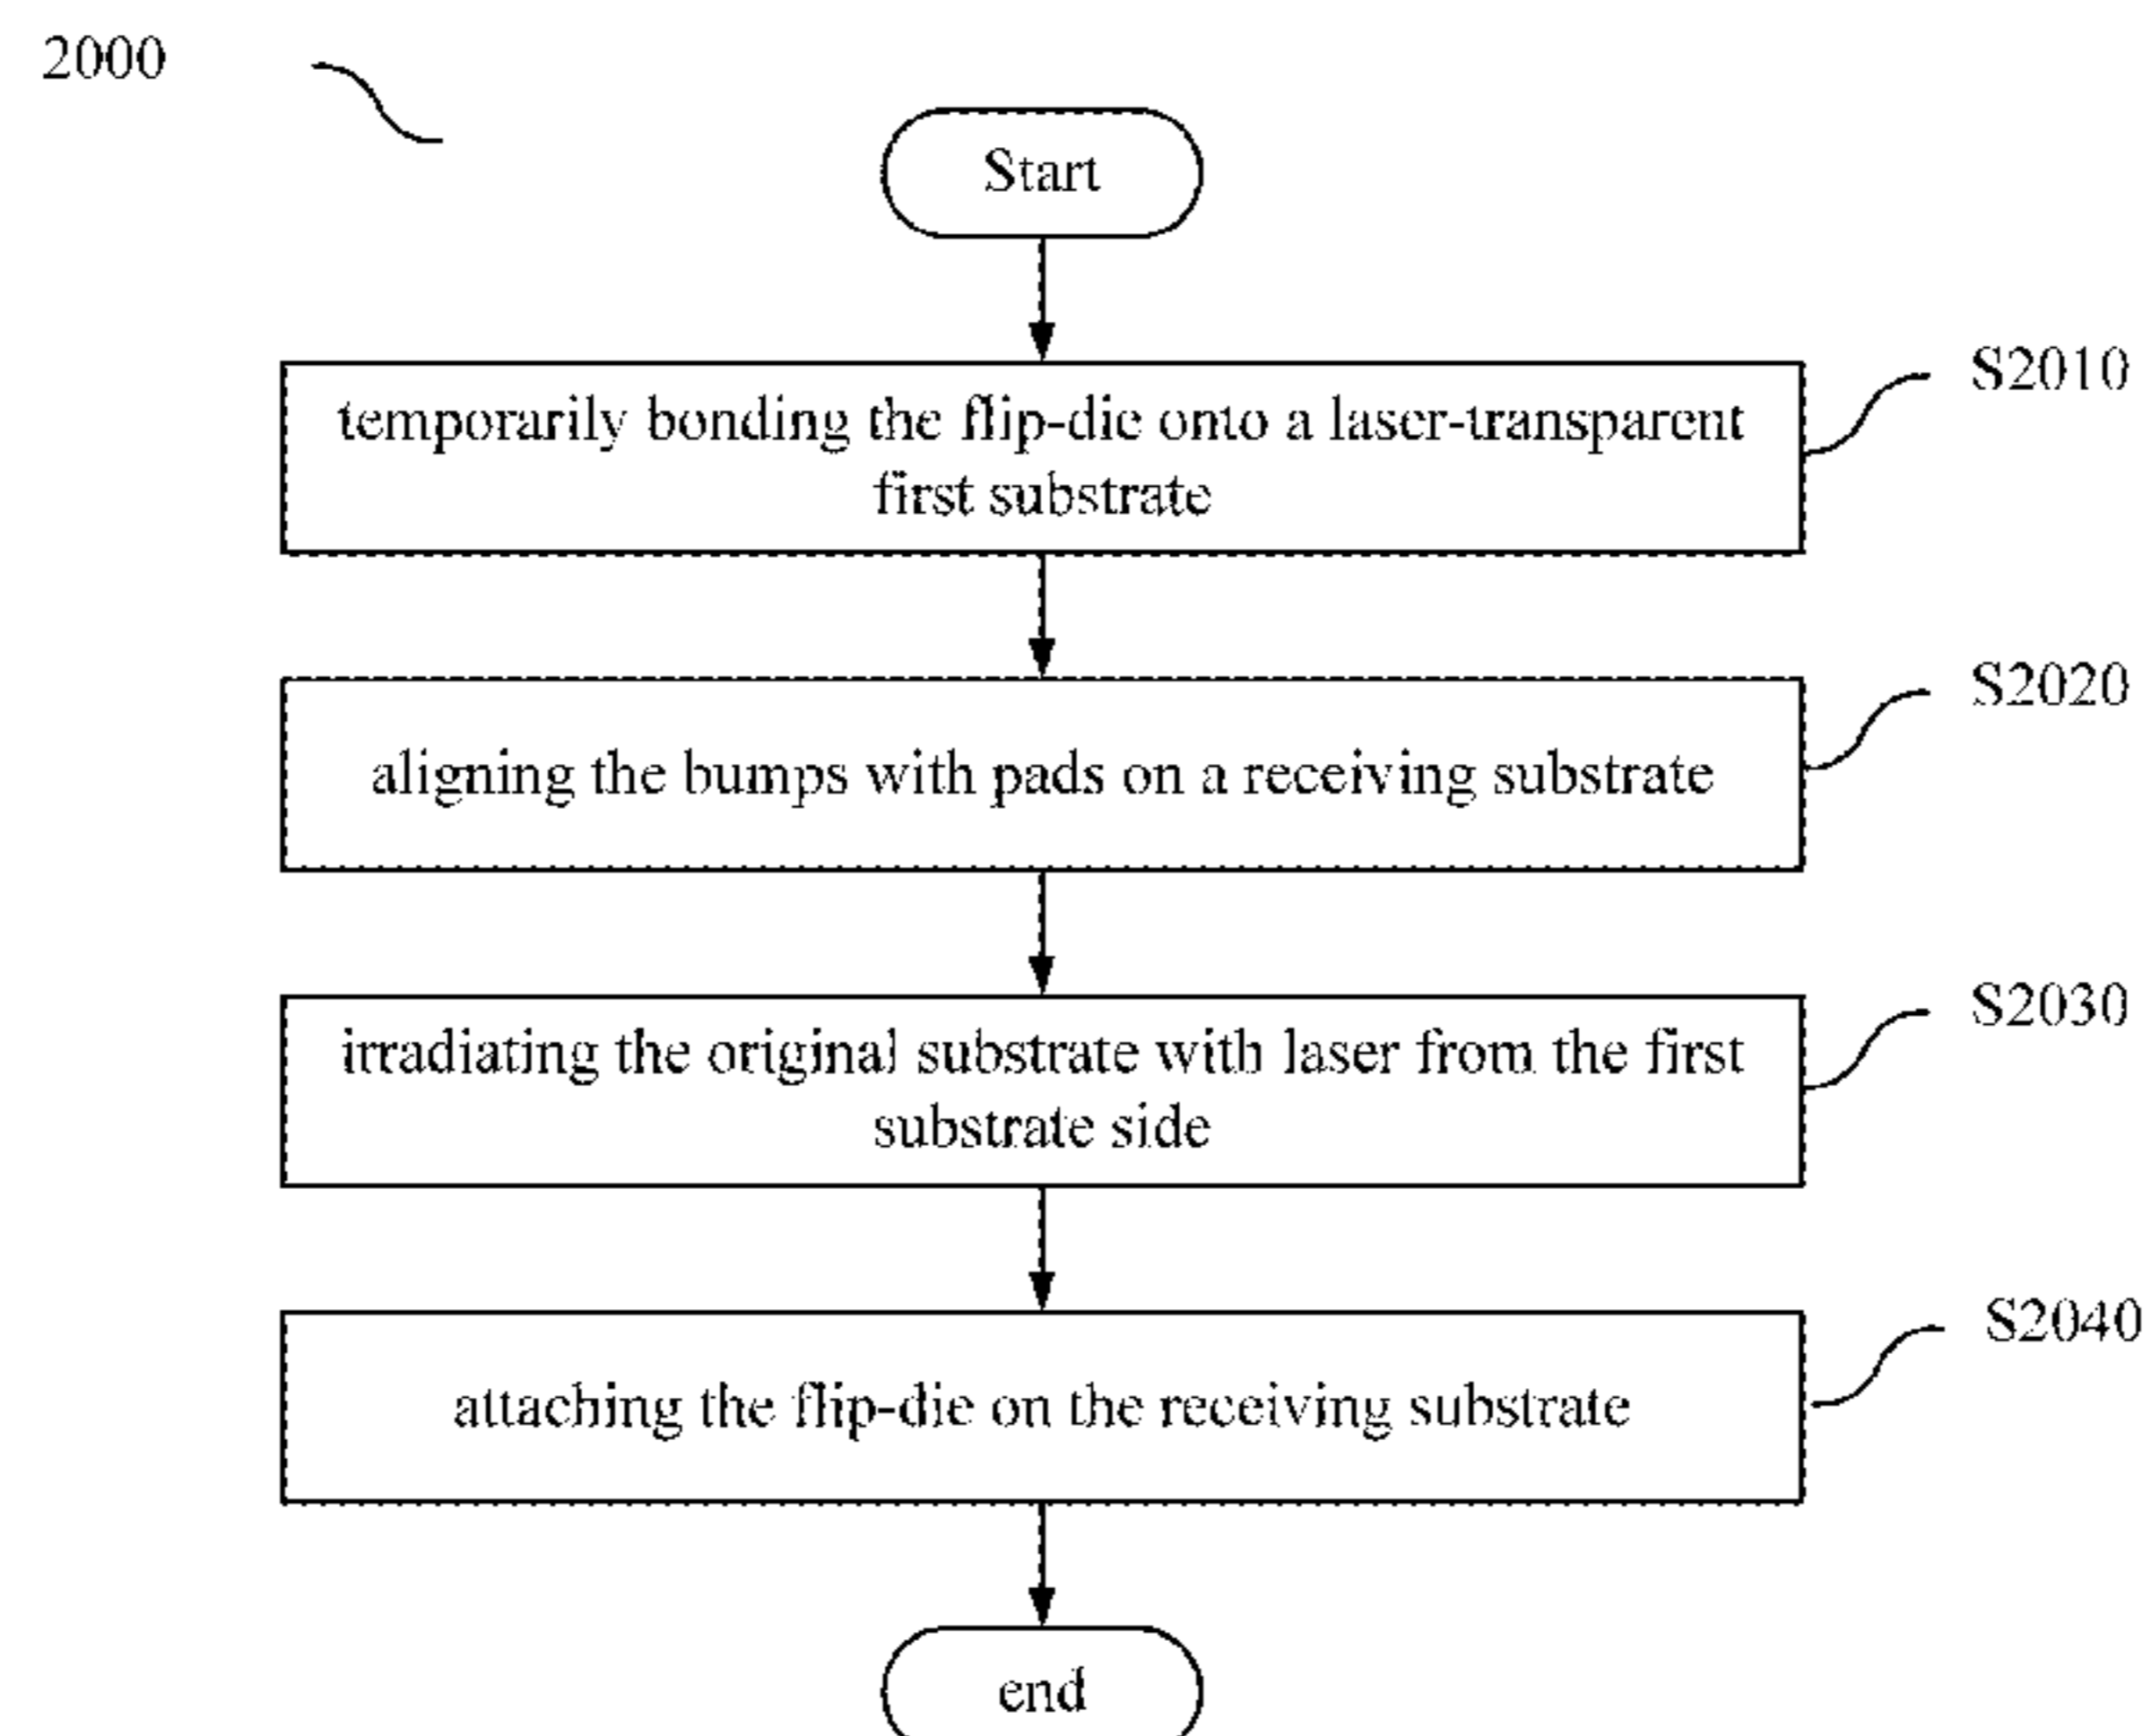 2000
Start
S2010
temporarily bonding the flip-die onto a laser-transparent
first substrate
S2020
aligning the bumps with pads on a receiving substrate
S2030
irradiating the original substrate with laser from the first
substrate side
S2040
attaching the flip-die on the receiving substrate
end